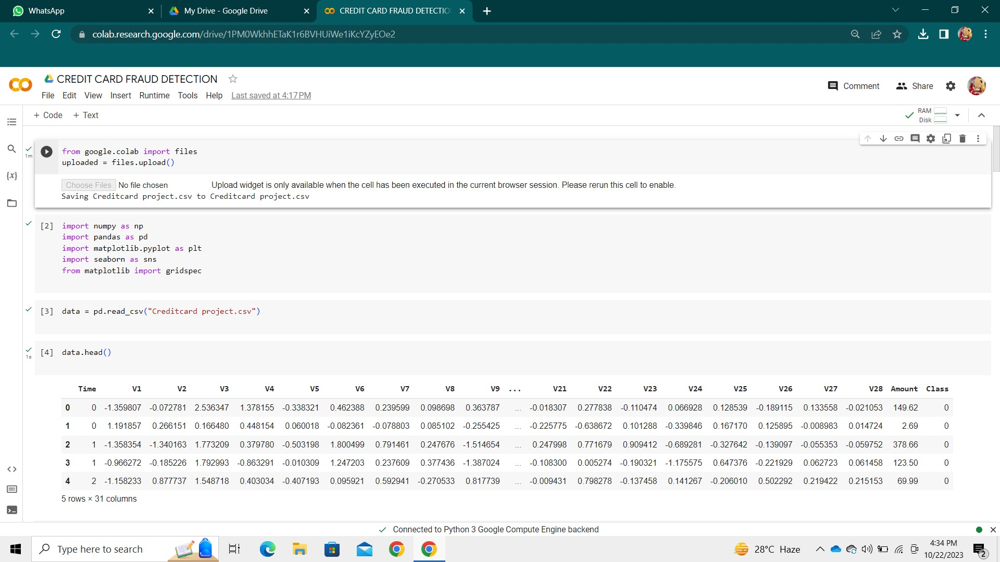 WhatsApp
My Drive - Google Drive
CREDIT CARD FRAUD DETECTIO
colab.research.google.com/drive/1PM0WkhhETaK1r6BVHUiWe1iKcYZyEOe2
CREDIT CARD FRAUD DETECTION
Comment Share
File Edit View Insert Runtime Tools Help Last saved at 4:17 PM
+ Code + Text
RAM
Disk
1m
from google.colab import files
uploaded = files.upload()
Choose Files No file chosen Upload widget is only available when the cell has been executed in the current browser session. Please rerun this cell to enable.
Saving Creditcard project.csv to Creditcard project.csv
{x}
[2] import numpy as np
import pandas as pd
import matplotlib.pyplot as plt
import seaborn as sns
from matplotlib import gridspec
[3] data = pd.read_csv("Creditcard project.csv")
[4] data.head()
1s
Time V1 V2 V3 V4 V5 V6 V7 V8 V9 ... V21 V22 V23 V24 V25 V26 V27 V28 Amount Class
0 0 -1.359807 -0.072781 2.536347 1.378155 -0.338321 0.462388 0.239599 0.098698 0.363787 ... -0.018307 0.277838 -0.110474 0.066928 0.128539 -0.189115 0.133558 -0.021053 149.62 0
1 0 1.191857 0.266151 0.166480 0.448154 0.060018 -0.082361 -0.078803 0.085102 -0.255425 ... -0.225775 -0.638672 0.101288 -0.339846 0.167170 0.125895 -0.008983 0.014724 2.69 0
2 1 -1.358354 -1.340163 1.773209 0.379780 -0.503198 1.800499 0.791461 0.247676 -1.514654 ... 0.247998 0.771679 0.909412 -0.689281 -0.327642 -0.139097 -0.055353 -0.059752 378.66 0
3 1 -0.966272 -0.185226 1.792993 -0.863291 -0.010309 1.247203 0.237609 0.377436 -1.387024 ... -0.108300 0.005274 -0.190321 -1.175575 0.647376 -0.221929 0.062723 0.061458 123.50 0
4 2 -1.158233 0.877737 1.548718 0.403034 -0.407193 0.095921 0.592941 -0.270533 0.817739 ... -0.009431 0.798278 -0.137458 0.141267 -0.206010 0.502292 0.219422 0.215153 69.99 0
5 rows × 31 columns
Connected to Python 3 Google Compute Engine backend
Type here to search
28°C Haze
4:34 PM
10/22/2023
2